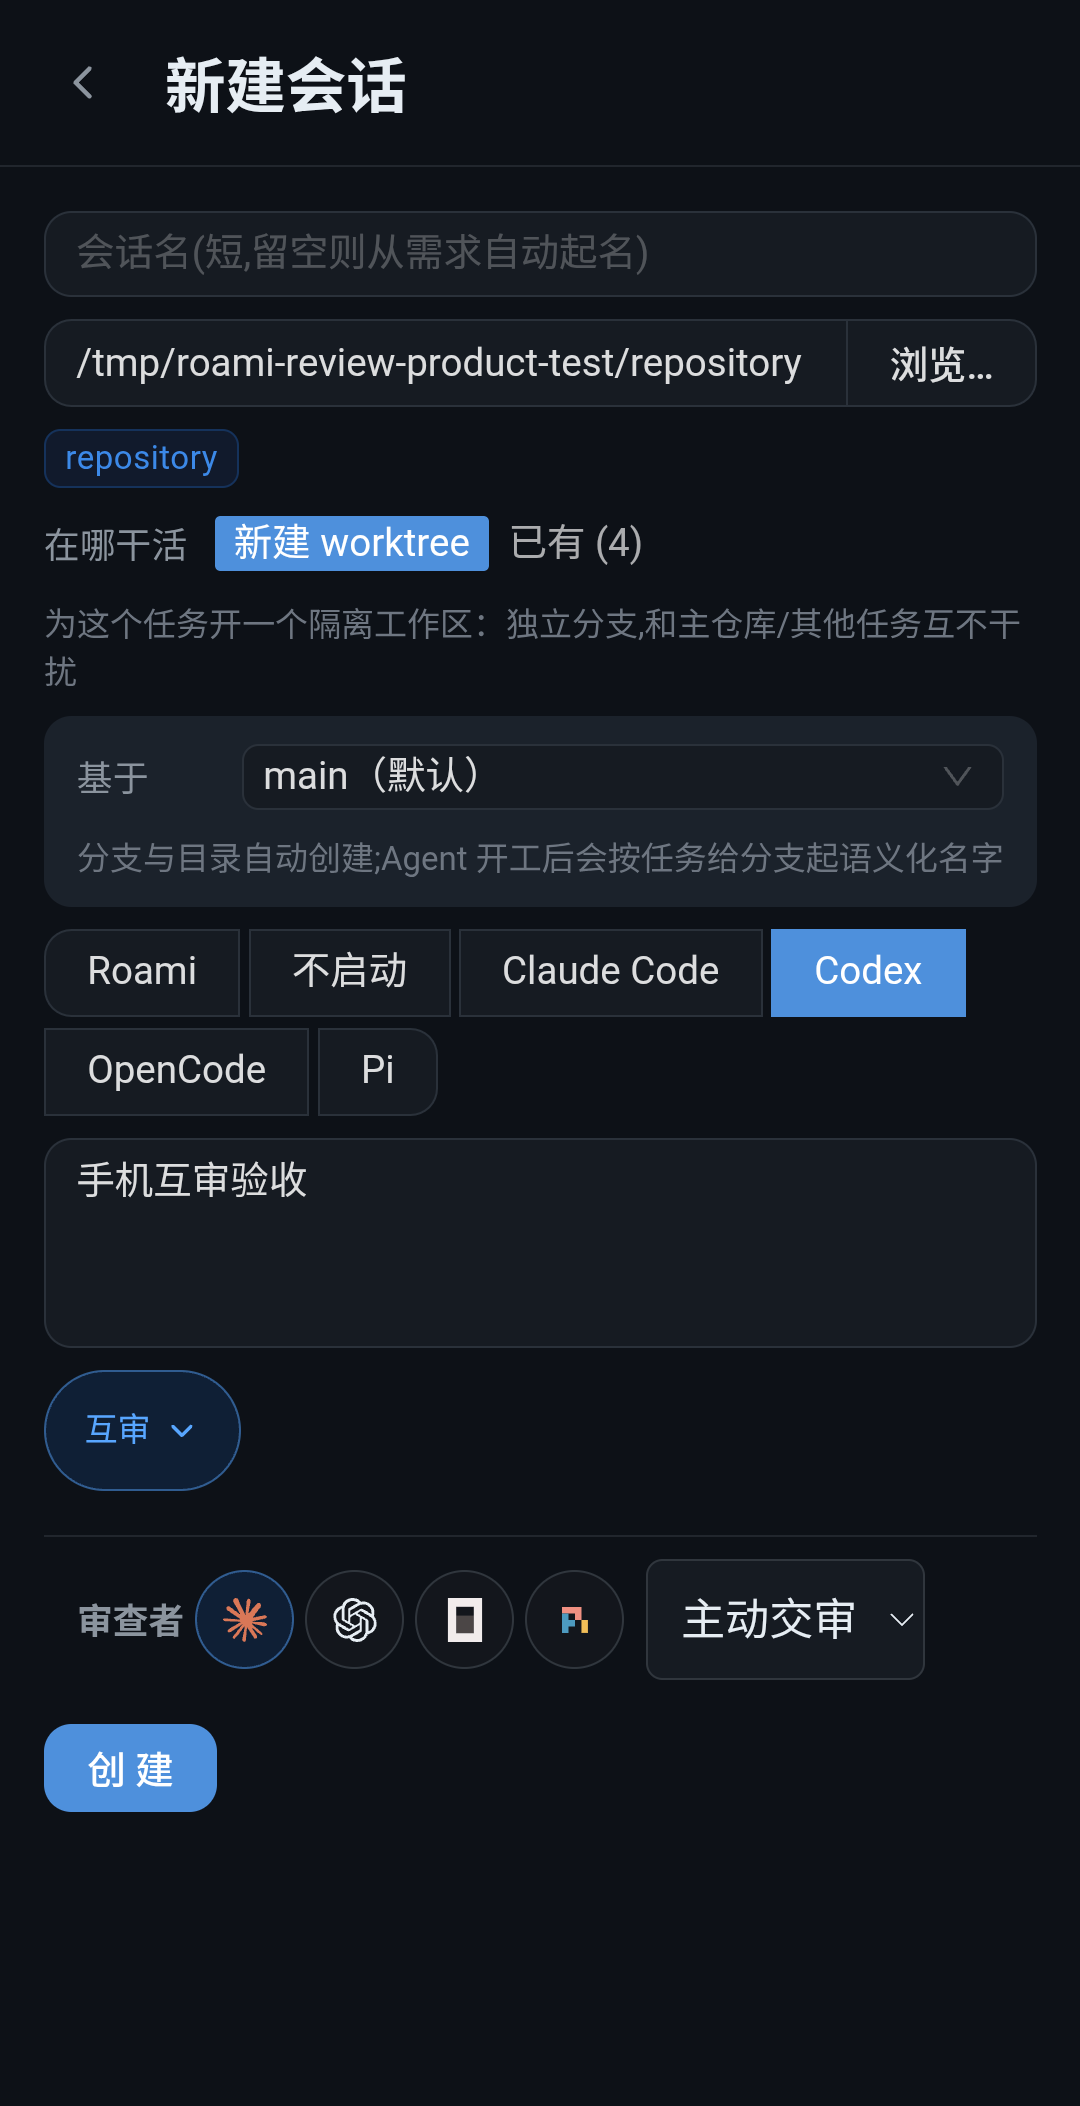 新建会话
会话名(短,留空则从需求自动起名)
/tmp/roami-review-product-test/repository 浏览...
repository
在哪干活 新建 worktree 已有 (4)
为这个任务开一个隔离工作区：独立分支,和主仓库/其他任务互不干
扰
基于 main（默认）
分支与目录自动创建;Agent 开工后会按任务给分支起语义化名字
Roami 不启动 Claude Code Codex
OpenCode Pi
手机互审验收
互审
审查者 主动交审
创建